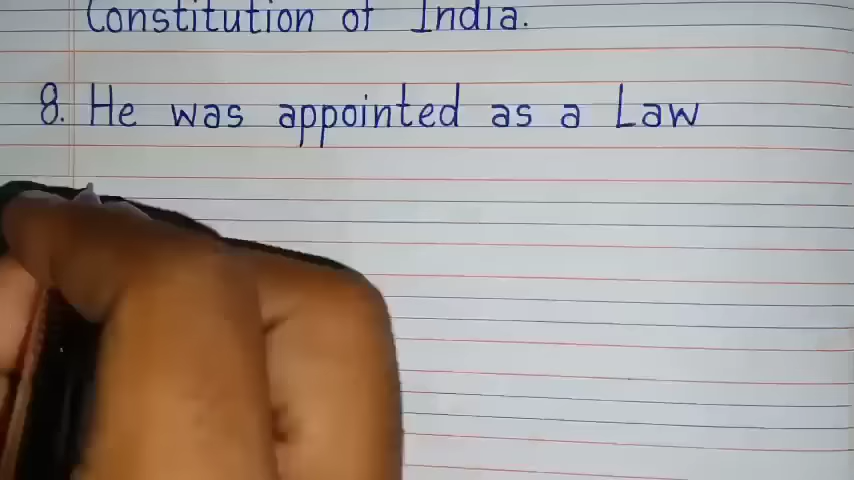 Constitution of India.
8. He was appointed as a Law